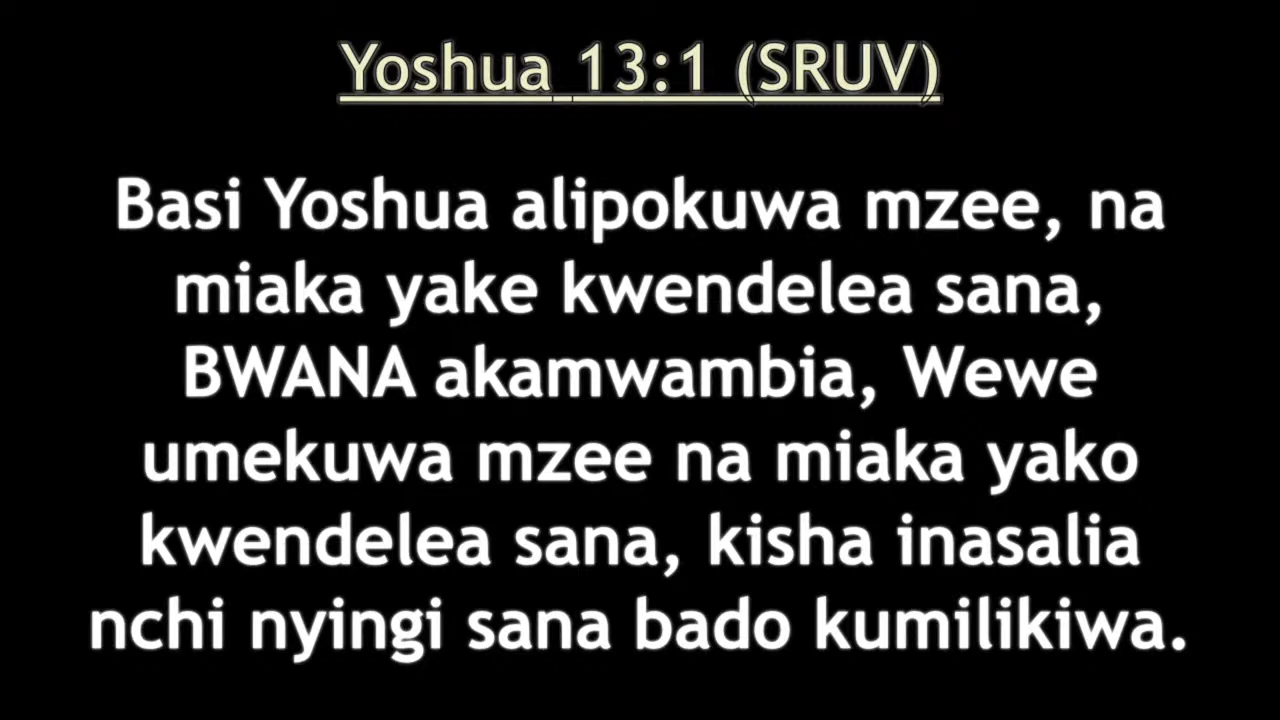 Yoshua 13:1 (SRUV)
Basi Yoshua alipokuwa mzee, na
miaka yake kwendelea sana,
BWANA akamwambia, Wewe
umekuwa mzee na miaka yako
kwendelea sana, kisha inasalia
nchi nyingi sana bado kumilikiwa.